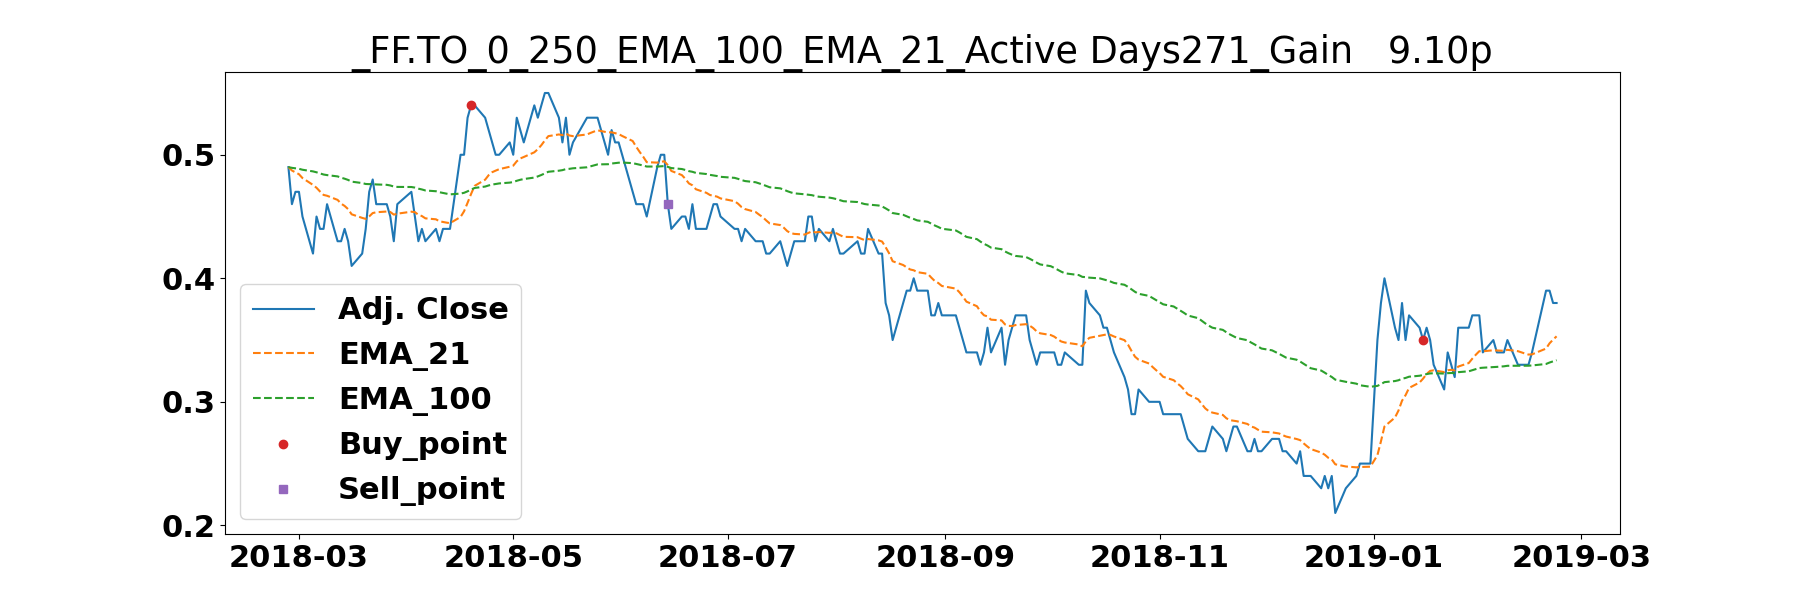 _FF.TO_0_250_EMA_100_EMA_21_Active Days271_Gain   9.10p
0.5
0.4
0.3
0.2
Adj. Close
EMA_21
EMA_100
Buy_point
Sell_point
2018-03 2018-05 2018-07 2018-09 2018-11 2019-01 2019-03